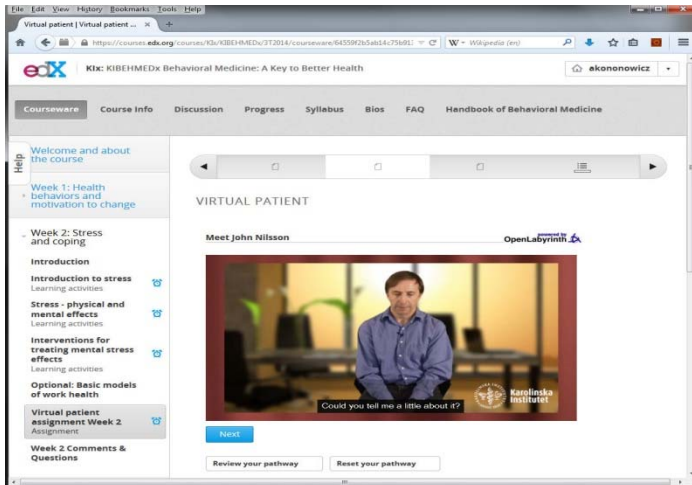 File Edit View History Bookmarks Tools Help
Virtual patient | Virtual patient ... × +
https://courses.edx.org/courses/KIx/KIBEHMEDx/3T2014/courseware/ W - Wikipedia (en)
edX KIx: KIBEHMEDx Behavioral Medicine: A Key to Better Health akononowicz
Courseware Course Info Discussion Progress Syllabus Bios FAQ Handbook of Behavioral Medicine
Help
Welcome and about
the course
Week 1: Health
behaviors and
motivation to change
Week 2: Stress
and coping
Introduction
Introduction to stress
Learning activities
Stress - physical and
mental effects
Learning activities
Interventions for
treating mental stress
effects
Learning activities
Optional: Basic models
of work health
Virtual patient
assignment Week 2
Assignment
Week 2 Comments &
Questions
VIRTUAL PATIENT
Meet John Nilsson
powered by
OpenLabyrinth
Could you tell me a little about it?
Karolinska
Institutet
Next
Review your pathway Reset your pathway